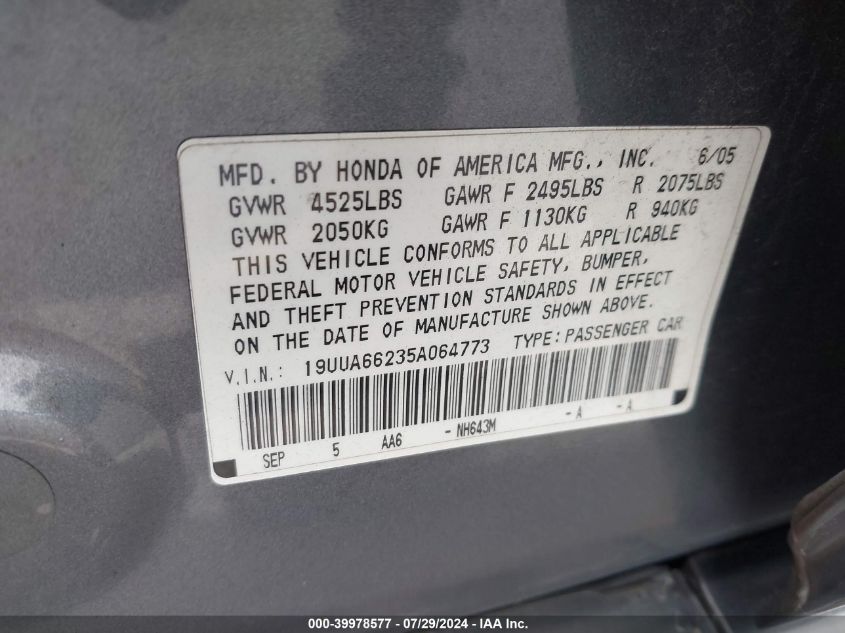 MFD. BY HONDA OF AMERICA MFG., INC. 6/05
GVWR 4525LBS GAWR F 2495LBS R 2075LBS
GVWR 2050KG GAWR F 1130KG R 940KG
THIS VEHICLE CONFORMS TO ALL APPLICABLE
FEDERAL MOTOR VEHICLE SAFETY, BUMPER,
AND THEFT PREVENTION STANDARDS IN EFFECT
ON THE DATE OF MANUFACTURE SHOWN ABOVE.
V.I.N.: 19UUA66235A064773 TYPE:PASSENGER CAR
SEP 5 AA6 -NH643M -A -A
000-39978577 - 07/29/2024 - IAA Inc.